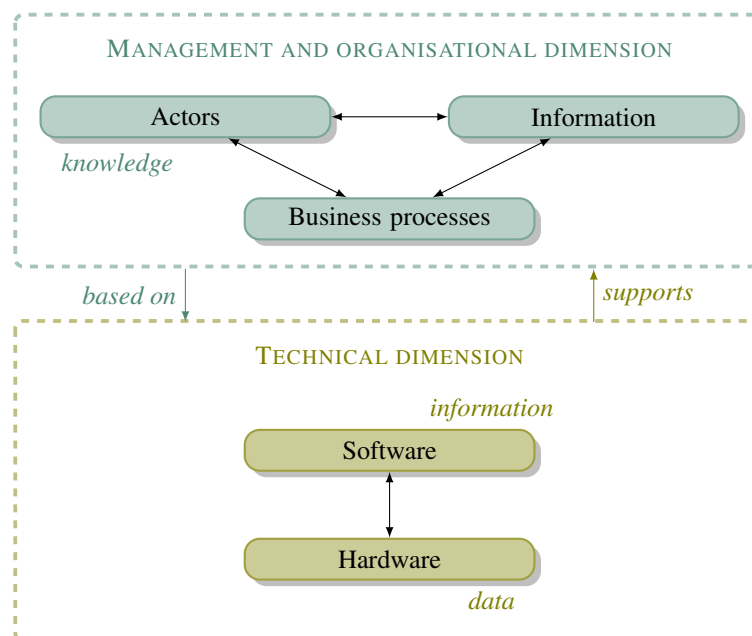 MANAGEMENT AND ORGANISATIONAL DIMENSION
Actors
Information
knowledge
Business processes
based on
supports
TECHNICAL DIMENSION
information
Software
Hardware
data